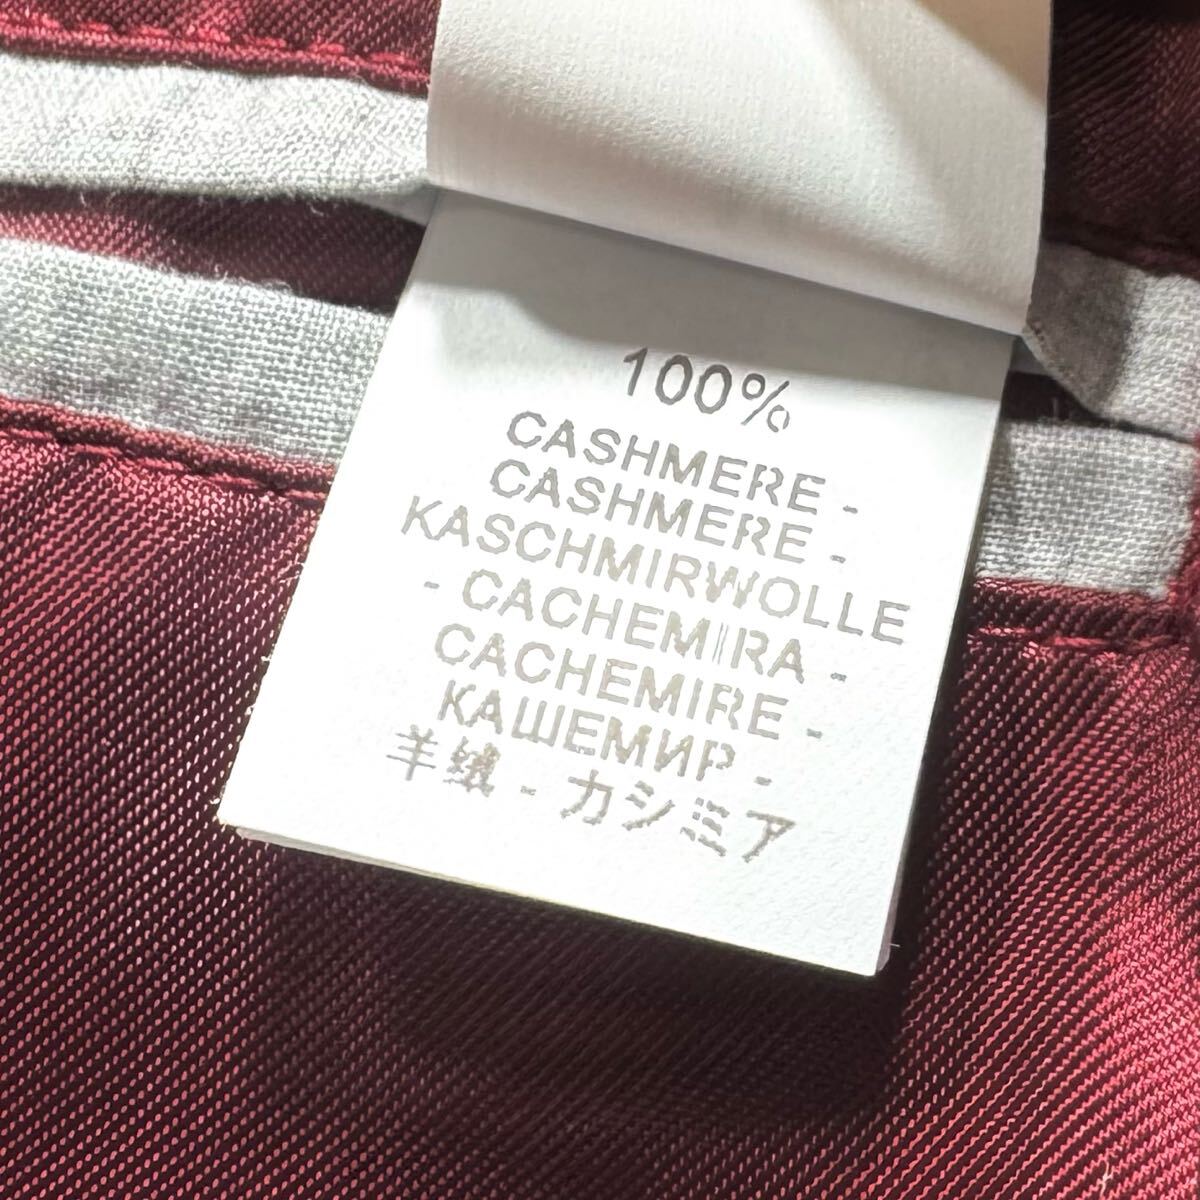 100%
CASHMERE -
CASHMERE -
KASCHMIRWOLLE
- CACHEMIRA -
CACHEMIRE -
КАШЕМИР -
羊绒 - カシミア